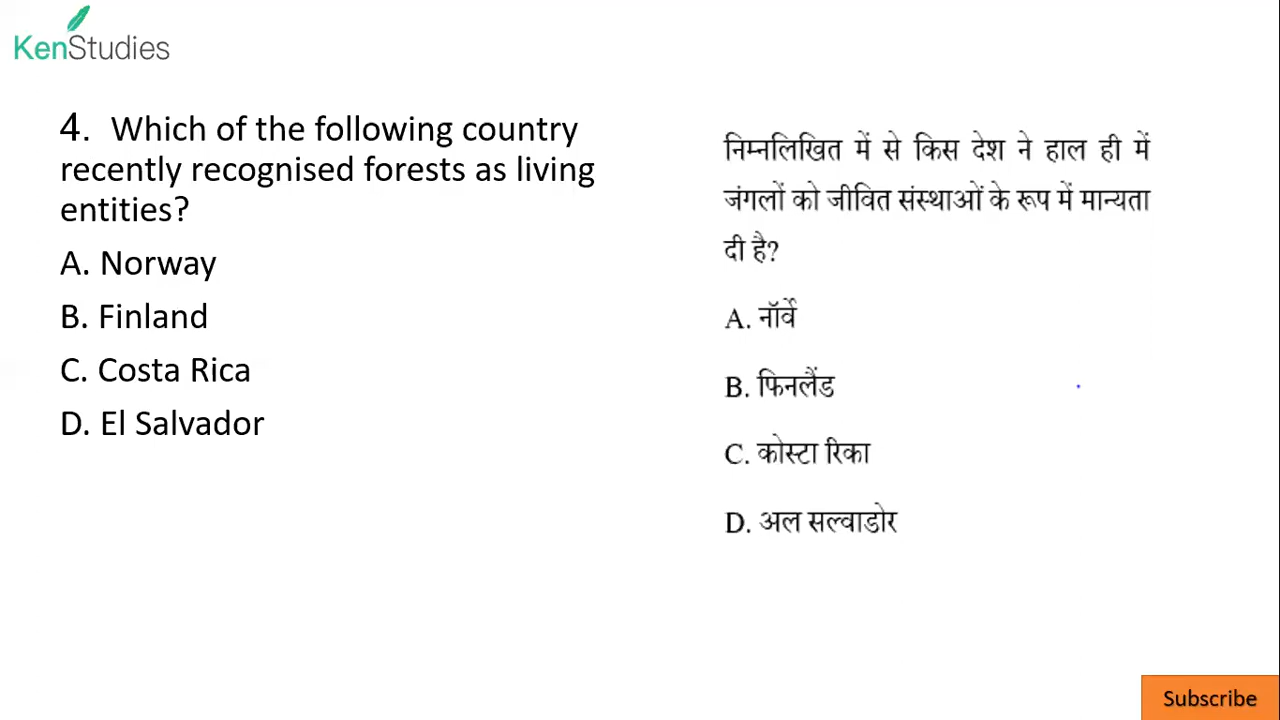 KenStudies
4. Which of the following country
recently recognised forests as living
entities?
A. Norway
B. Finland
C. Costa Rica
D. El Salvador
निम्नलिखित में से किस देश ने हाल ही में
जंगलों को जीवित संस्थाओं के रूप में मान्यता
दी है?
A. नॉर्वे
B. फिनलैंड
C. कोस्टा रिका
D. अल सल्वाडोर
Subscribe